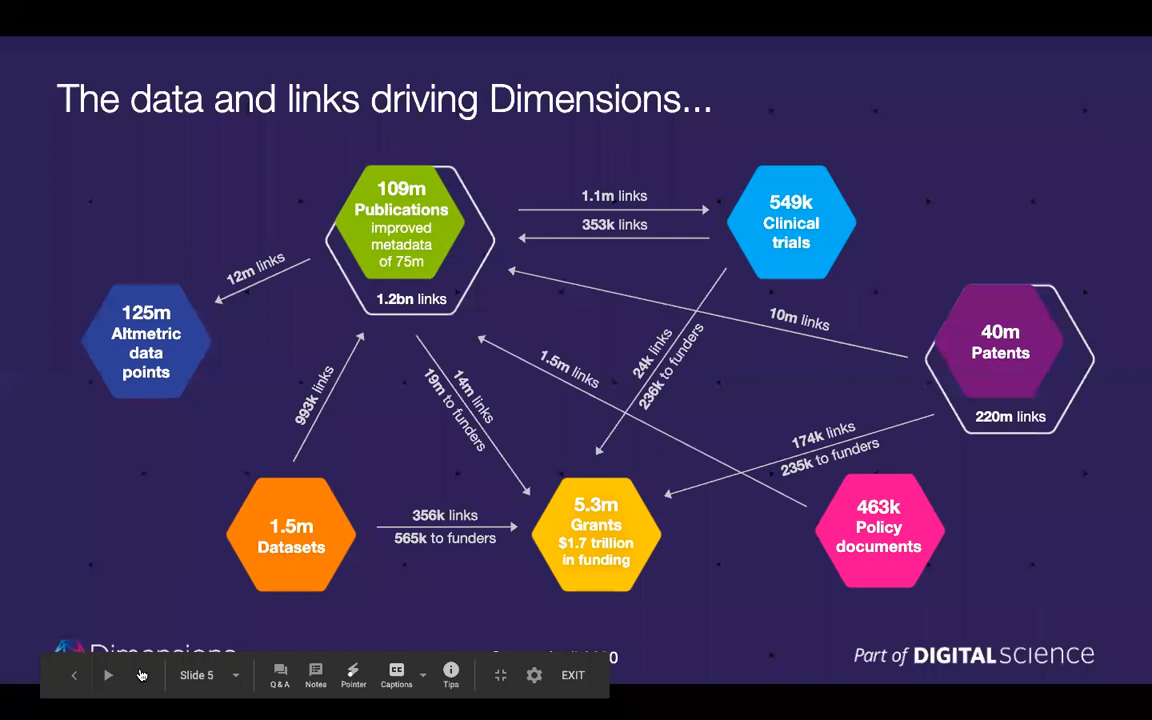 The data and links driving Dimensions...
109m
Publications
improved
metadata
of 75m
1.2bn links
1.1m links
353k links
549k
Clinical
trials
12m links
125m
Altmetric
data
points
10m links
40m
Patents
220m links
993k links
14m links
19m to funders
1.5m links
24k links
236k to funders
174k links
235k to funders
1.5m
Datasets
356k links
565k to funders
5.3m
Grants
$1.7 trillion
in funding
463k
Policy
documents
Dimensions
Part of DIGITAL SCIENCE
Slide 5
Q & A
Notes
Pointer
CC
Captions
Tips
EXIT